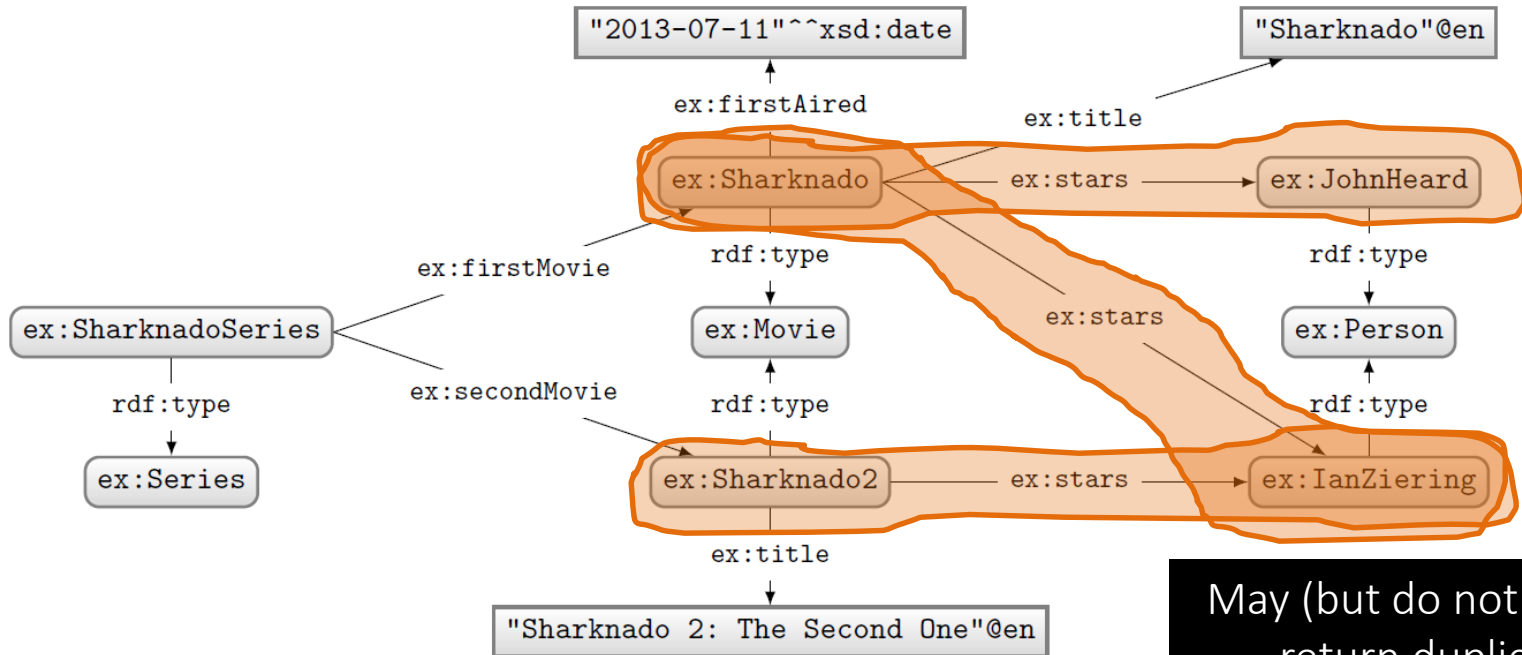 "2013-07-11"^^xsd:date
"Sharknado"@en
ex:firstAired
ex:title
ex:Sharknado
ex:stars
ex:JohnHeard
ex:firstMovie
rdf:type
rdf:type
ex:SharknadoSeries
ex:Movie
ex:stars
ex:Person
rdf:type
ex:secondMovie
rdf:type
rdf:type
ex:Series
ex:Sharknado2
ex:stars
ex:IanZiering
ex:title
"Sharknado 2: The Second One"@en
May (but do not
return